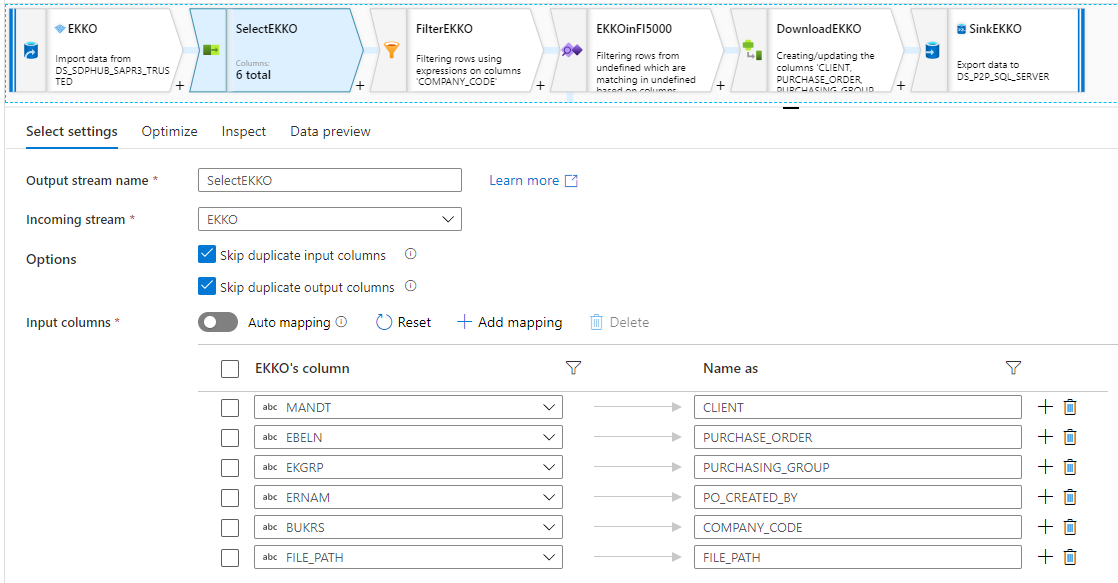 EKKO
Import data from
DS_SDPHUB_SAPR3_TRUS
TED
+
SelectEKKO
Columns:
6 total
+
FilterEKKO
Filtering rows using
expressions on columns
'COMPANY_CODE'
+
EKKOinFI5000
Filtering rows from
undefined which are
matching in undefined
based on columns
+
DownloadEKKO
Creating/updating the
columns 'CLIENT,
PURCHASE_ORDER,
PURCHASING_GROUP
+
SinkEKKO
Export data to
DS_P2P_SQL_SERVER
Select settings Optimize Inspect Data preview
Output stream name * SelectEKKO Learn more
Incoming stream * EKKO
Options Skip duplicate input columns
Skip duplicate output columns
Input columns * Auto mapping Reset + Add mapping Delete
EKKO's column Name as
abc MANDT CLIENT
abc EBELN PURCHASE_ORDER
abc EKGRP PURCHASING_GROUP
abc ERNAM PO_CREATED_BY
abc BUKRS COMPANY_CODE
abc FILE_PATH FILE_PATH